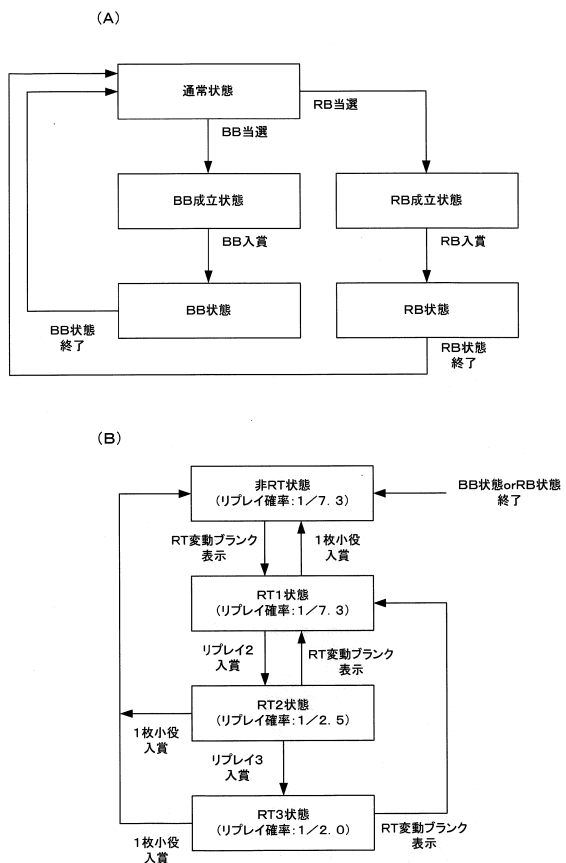 (A)
通常状態
RB当選
BB当選
BB成立状態
RB成立状態
BB入賞
RB入賞
BB状態
RB状態
BB状態
終了
RB状態
終了
(B)
非RT状態
(リプレイ確率:1/7.3)
BB状態orRB状態
終了
RT変動ブランク
表示
1枚小役
入賞
RT1状態
(リプレイ確率:1/7.3)
リプレイ2
入賞
RT変動ブランク
表示
RT2状態
(リプレイ確率:1/2.5)
1枚小役
入賞
リプレイ3
入賞
RT3状態
(リプレイ確率:1/2.0)
1枚小役
入賞
RT変動ブランク
表示